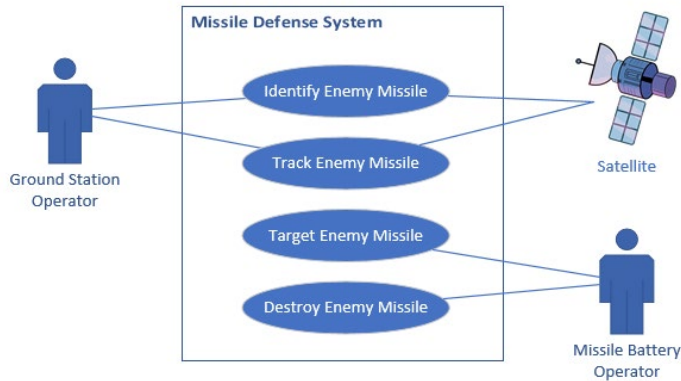 Missile Defense System
Identify Enemy Missile
Track Enemy Missile
Ground Station
Operator
Satellite
Target Enemy Missile
Destroy Enemy Missile
Missile Battery
Operator